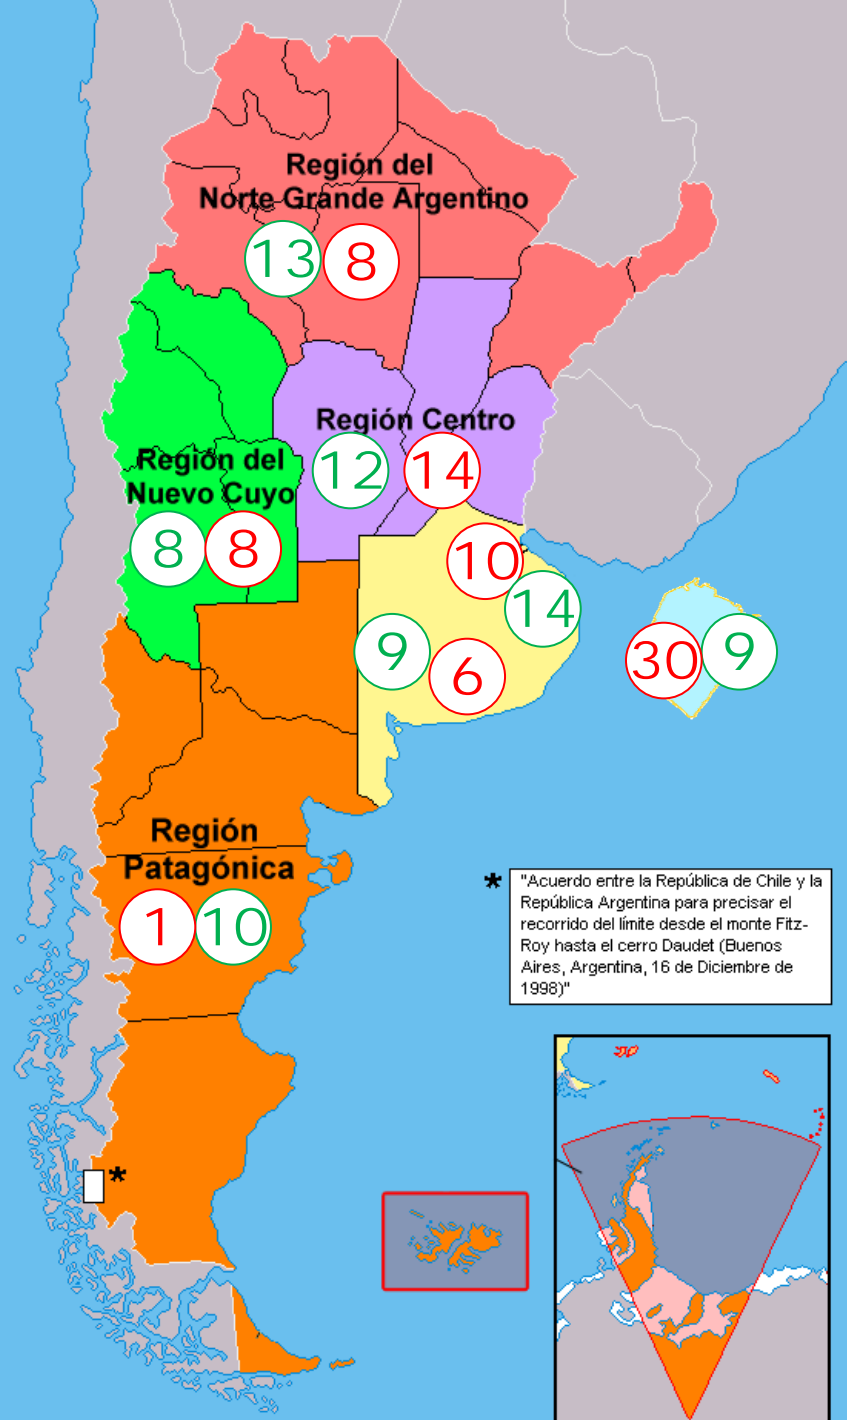 Región del
Norte Grande Argentino
13 8
Región Centro
12 14
Región del
Nuevo Cuyo
8 8
10
14
9
6
30 9
Región
Patagónica
1 10
* "Acuerdo entre la República de Chile y la
República Argentina para precisar el
recorrido del límite desde el monte Fitz-
Roy hasta el cerro Daudet (Buenos
Aires, Argentina, 16 de Diciembre de
1998)"
*